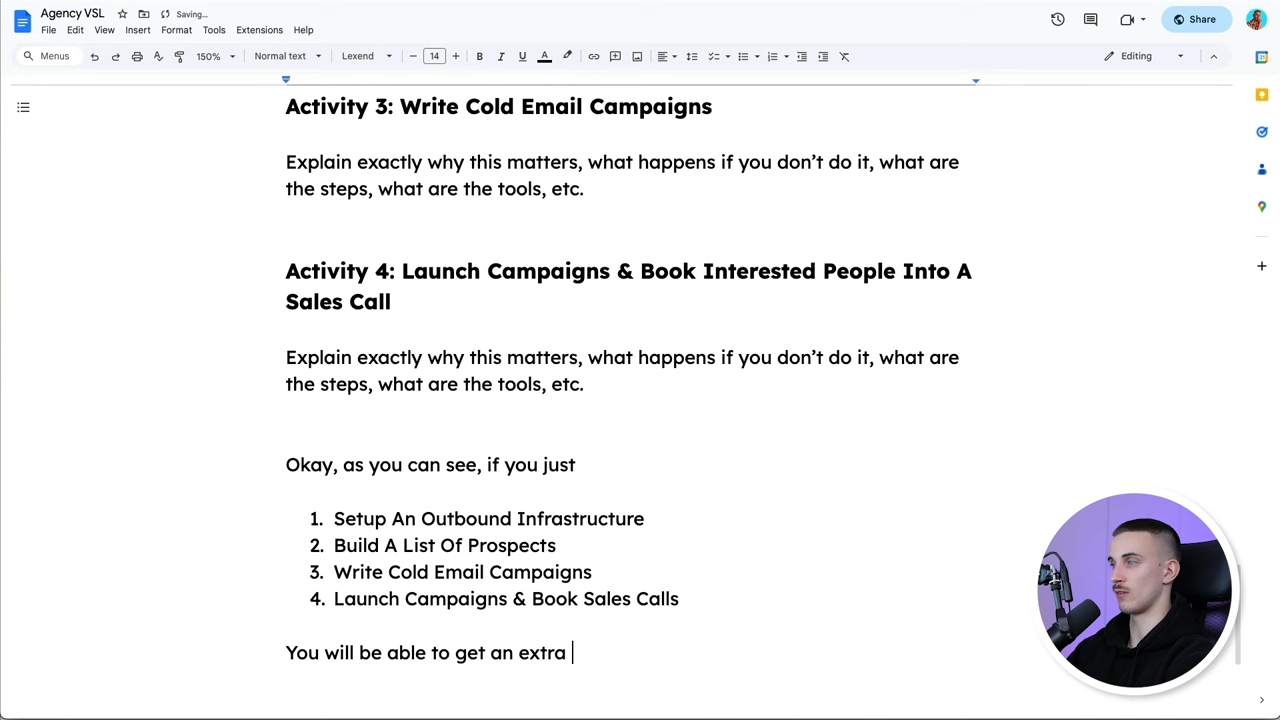 Agency VSL
Saving...
File Edit View Insert Format Tools Extensions Help
Share
Menus 150% Normal text Lexend 14 B I U A Editing
Activity 3: Write Cold Email Campaigns
Explain exactly why this matters, what happens if you don’t do it, what are
the steps, what are the tools, etc.
Activity 4: Launch Campaigns & Book Interested People Into A
Sales Call
Explain exactly why this matters, what happens if you don’t do it, what are
the steps, what are the tools, etc.
Okay, as you can see, if you just
1. Setup An Outbound Infrastructure
2. Build A List Of Prospects
3. Write Cold Email Campaigns
4. Launch Campaigns & Book Sales Calls
You will be able to get an extra